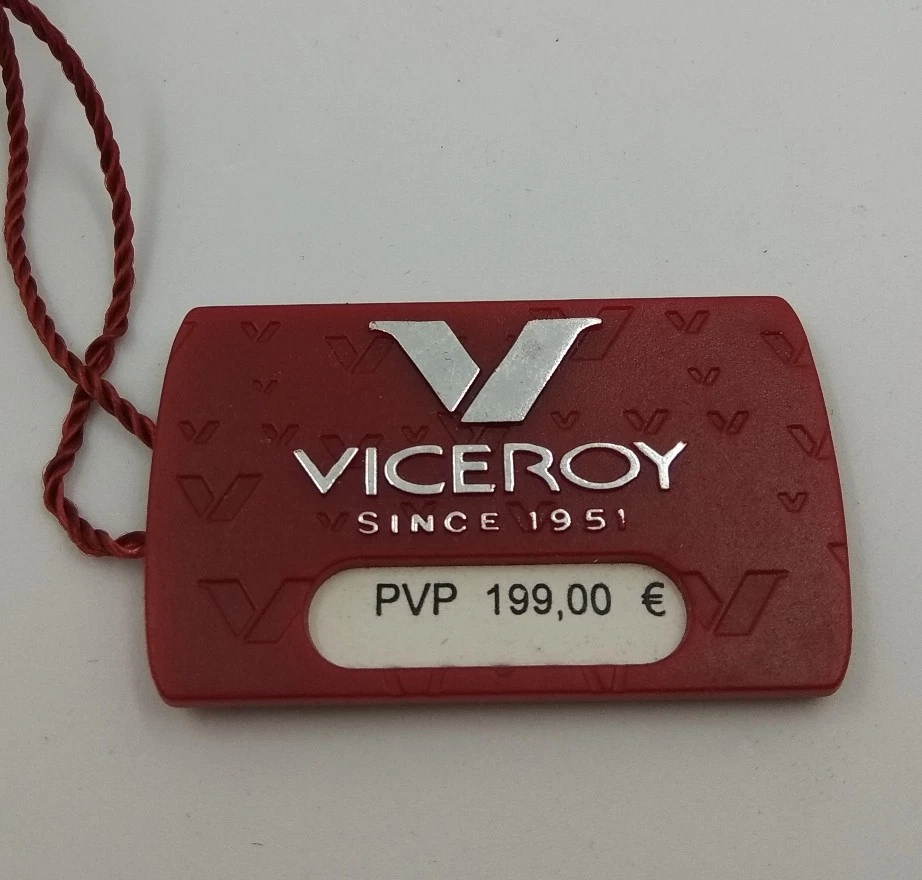 VICEROY
SINCE 1951
PVP 199,00 €